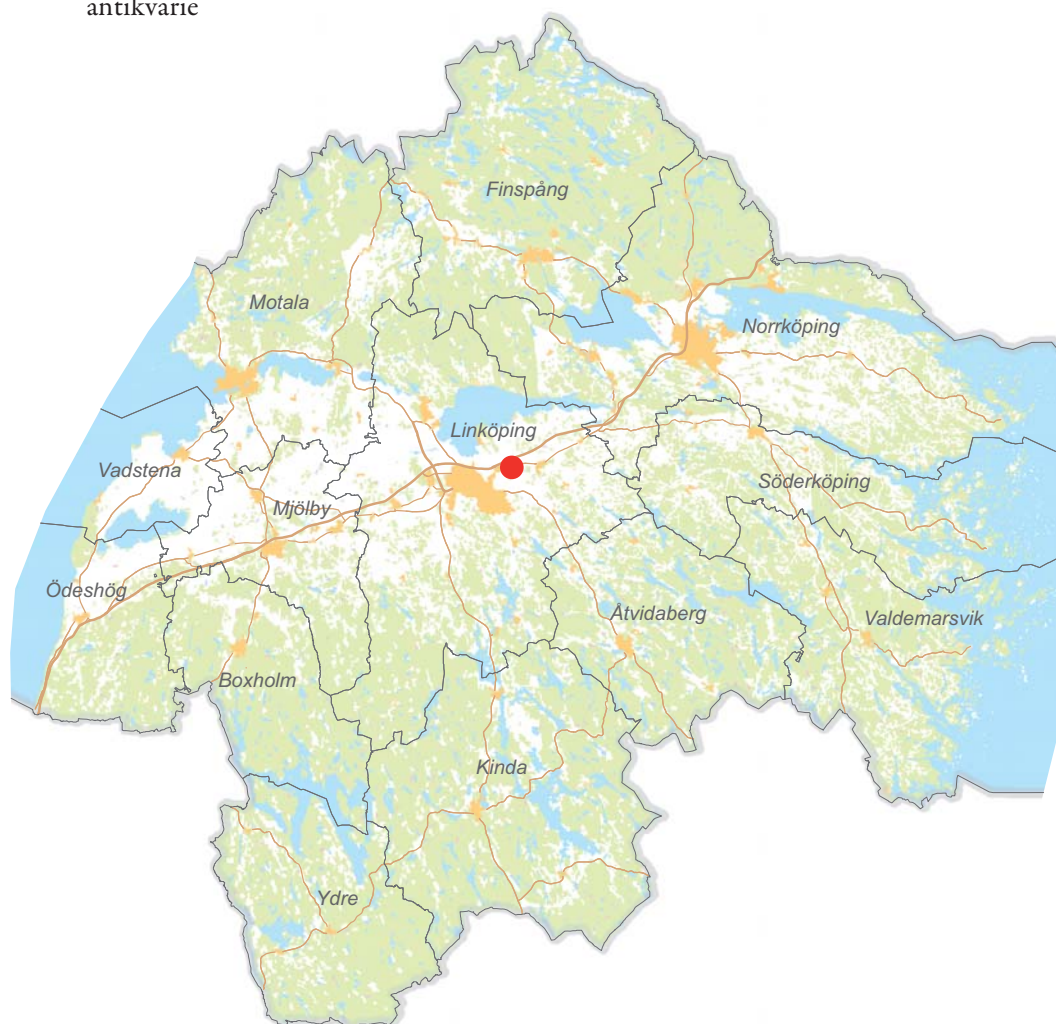 antikvarie
Finspång
Motala
Norrköping
Linköping
Vadstena
Söderköping
Mjölby
Ödeshög
Åtvidaberg
Valdemarsvik
Boxholm
Kinda
Ydre